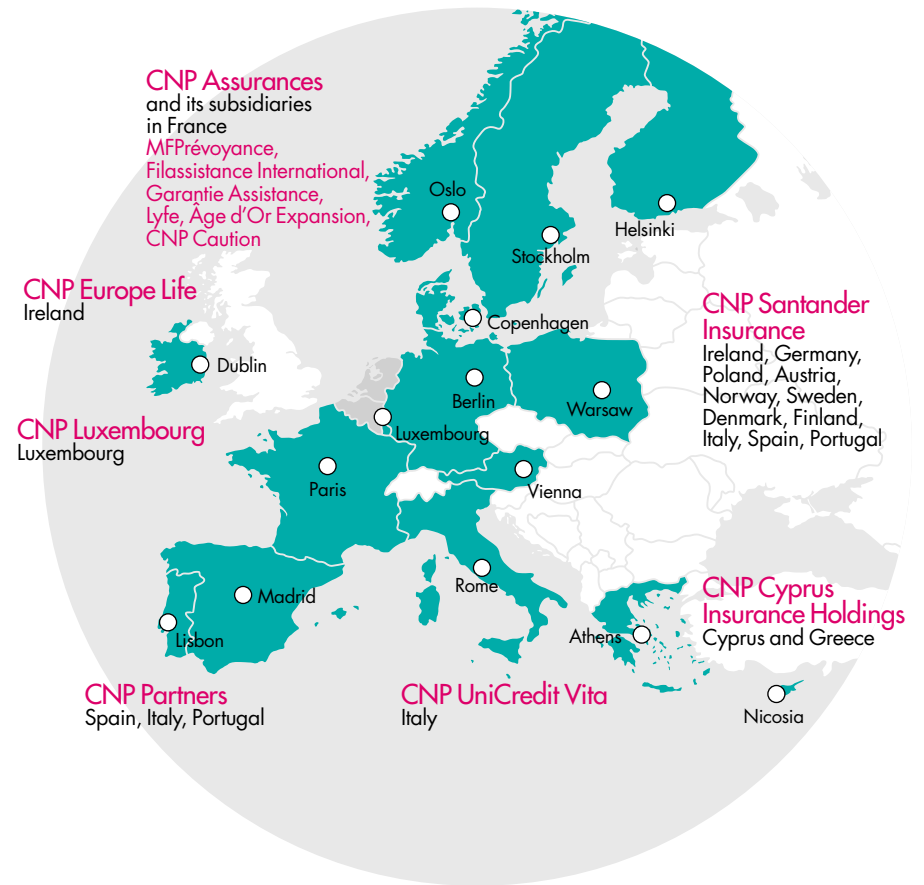 CNP Assurances
and its subsidiaries
in France
MFPrévoyance,
Filassistance International,
Garantie Assistance,
Lyfe, Âge d'Or Expansion,
CNP Caution
Oslo
Stockholm
Helsinki
CNP Europe Life
Ireland
Dublin
Copenhagen
CNP Santander
Insurance
Ireland, Germany,
Poland, Austria,
Norway, Sweden,
Denmark, Finland,
Italy, Spain, Portugal
Berlin
Warsaw
CNP Luxembourg
Luxembourg
Luxembourg
Paris
Vienna
Madrid
Lisbon
Rome
Athens
CNP Cyprus
Insurance Holdings
Cyprus and Greece
CNP Partners
Spain, Italy, Portugal
CNP UniCredit Vita
Italy
Nicosia